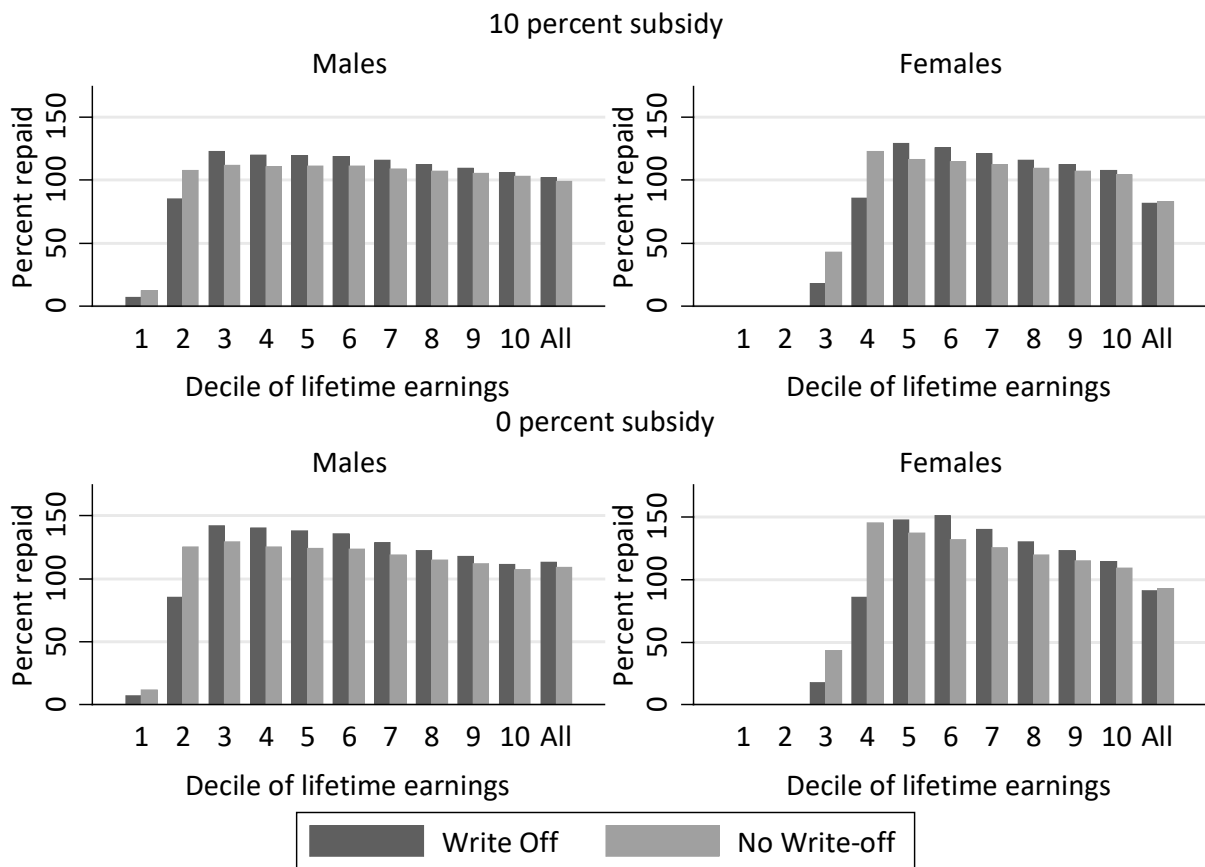 10 percent subsidy
Males
Percent repaid
150
100
50
0
1 2 3 4 5 6 7 8 9 10 All
Decile of lifetime earnings
Females
Percent repaid
150
100
50
0
1 2 3 4 5 6 7 8 9 10 All
Decile of lifetime earnings
0 percent subsidy
Males
Percent repaid
150
100
50
0
1 2 3 4 5 6 7 8 9 10 All
Decile of lifetime earnings
Females
Percent repaid
150
100
50
0
1 2 3 4 5 6 7 8 9 10 All
Decile of lifetime earnings
Write Off
No Write-off